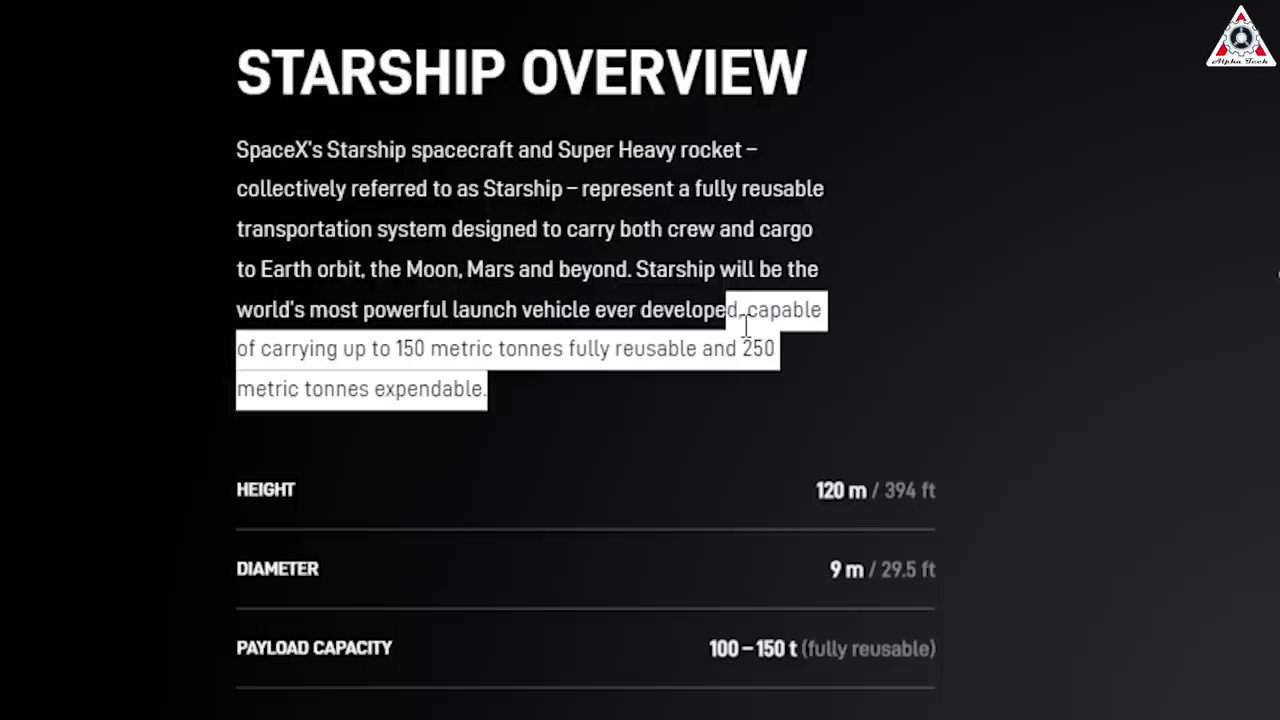 STARSHIP OVERVIEW
SpaceX's Starship spacecraft and Super Heavy rocket –
collectively referred to as Starship – represent a fully reusable
transportation system designed to carry both crew and cargo
to Earth orbit, the Moon, Mars and beyond. Starship will be the
world's most powerful launch vehicle ever developed, capable
of carrying up to 150 metric tonnes fully reusable and 250
metric tonnes expendable.
HEIGHT 120 m / 394 ft
DIAMETER 9 m / 29.5 ft
PAYLOAD CAPACITY 100 – 150 t (fully reusable)
Alpha Tech